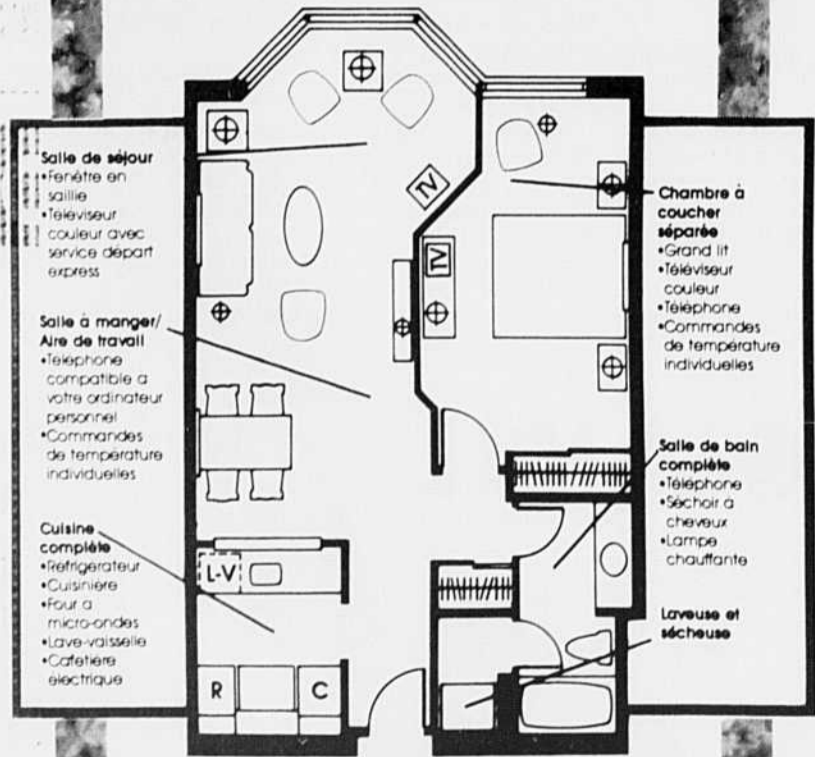 Salle de séjour
•Fenêtre en
saillie
•Téléviseur
couleur avec
service départ
express
Salle à manger/
Aire de travail
•Téléphone
compatible à
votre ordinateur
personnel
•Commandes
de température
individuelles
Cuisine
complète
•Réfrigérateur
•Cuisinière
•Four à
micro-ondes
•Lave-vaisselle
•Cafetière
électrique
TV
TV
L-V
R
C
Chambre à
coucher
séparée
•Grand lit
•Téléviseur
couleur
•Téléphone
•Commandes
de température
individuelles
Salle de bain
complète
•Téléphone
•Séchoir à
cheveux
•Lampe
chauffante
Laveuse et
sécheuse